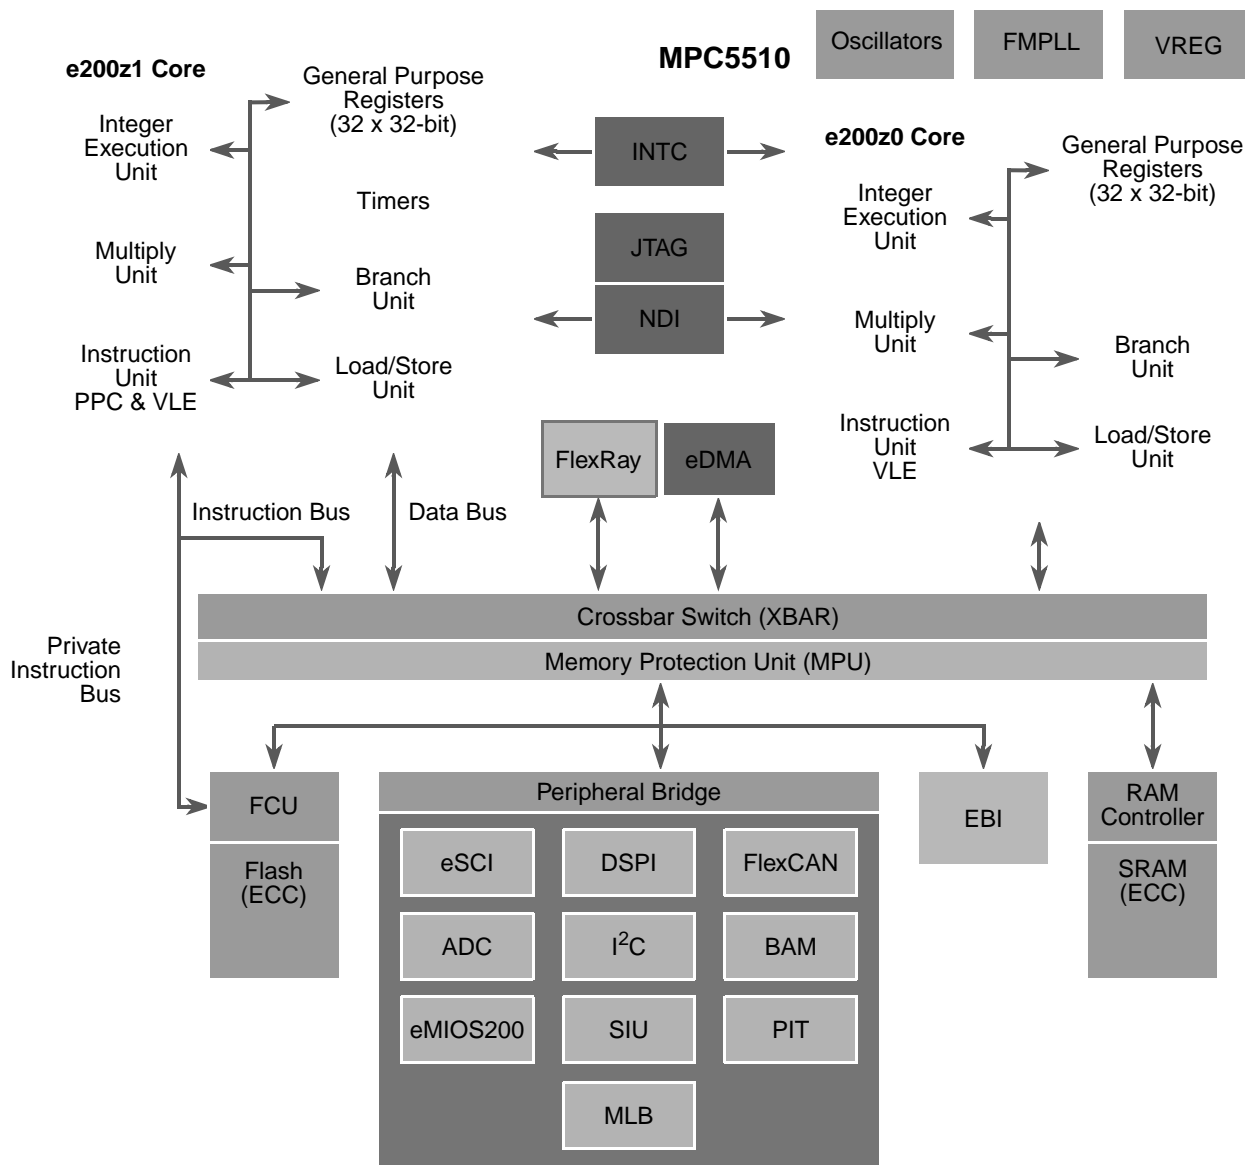 MPC5510
Oscillators
FMPLL
VREG
e200z1 Core
General Purpose
Registers
(32 x 32-bit)
Integer
Execution
Unit
Timers
Multiply
Unit
Branch
Unit
Instruction
Unit
PPC & VLE
Load/Store
Unit
INTC
JTAG
NDI
e200z0 Core
General Purpose
Registers
(32 x 32-bit)
Integer
Execution
Unit
Multiply
Unit
Branch
Unit
Instruction
Unit
VLE
Load/Store
Unit
FlexRay
eDMA
Instruction Bus
Data Bus
Crossbar Switch (XBAR)
Memory Protection Unit (MPU)
Private
Instruction
Bus
FCU
Flash
(ECC)
Peripheral Bridge
eSCI
DSPI
FlexCAN
ADC
I²C
BAM
eMIOS200
SIU
PIT
MLB
EBI
RAM
Controller
SRAM
(ECC)